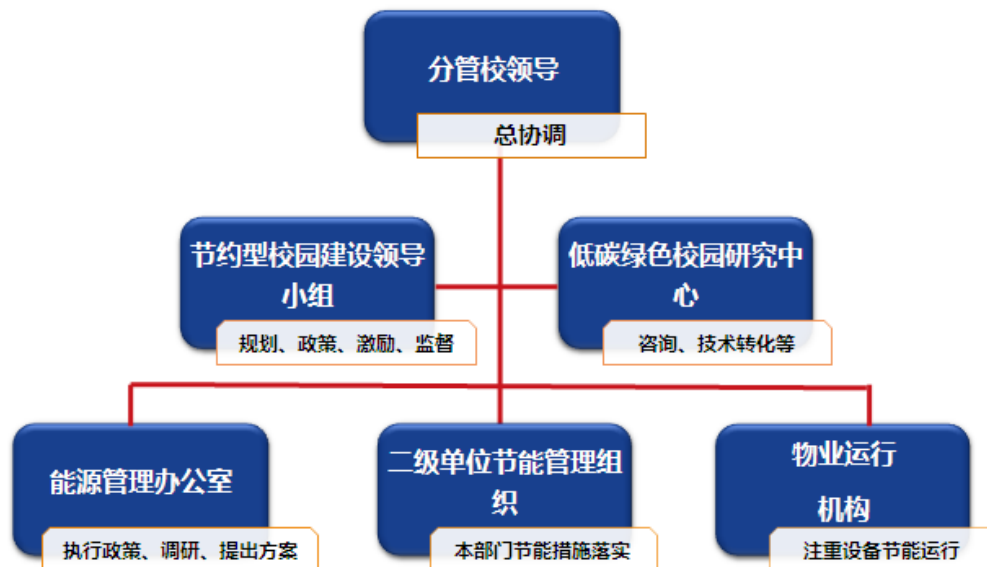 分管校领导
总协调
节约型校园建设领导
小组
规划、政策、激励、监督
低碳绿色校园研究中
心
咨询、技术转化等
能源管理办公室
执行政策、调研、提出方案
二级单位节能管理组
织
本部门节能措施落实
物业运行
机构
注重设备节能运行